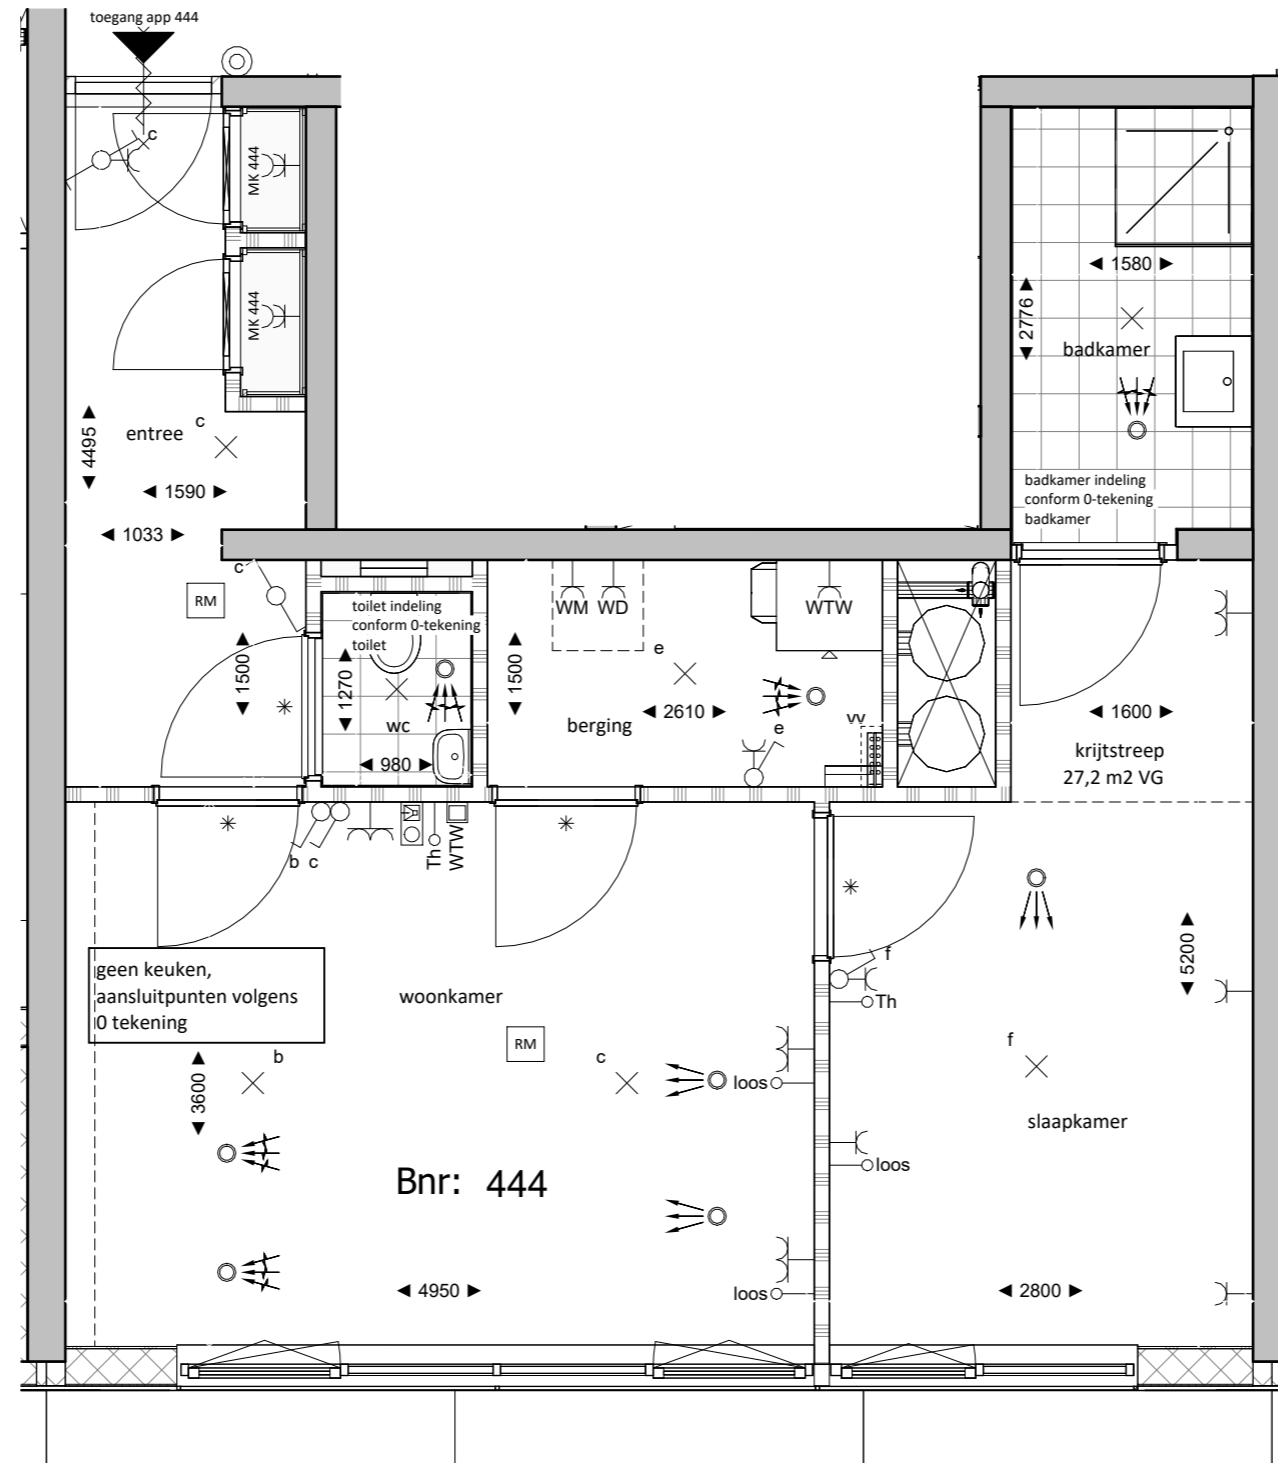 toegang app 444
c
MK 444
MK 444
1580
2776
badkamer
c
entree
4495
1590
1033
badkamer indeling
conform 0-tekening
badkamer
c
RM
toilet indeling
conform 0-tekening
toilet
WM WD
WTW
e
1500
1270
1500
2610
1600
wc
berging
vv
e
980
krijtstreep
27,2 m2 VG
b c
Th
WTW
f
Th
5200
geen keuken,
aansluitpunten volgens
0 tekening
woonkamer
RM
b
c
f
3600
loos
slaapkamer
loos
Bnr: 444
4950
loos
2800